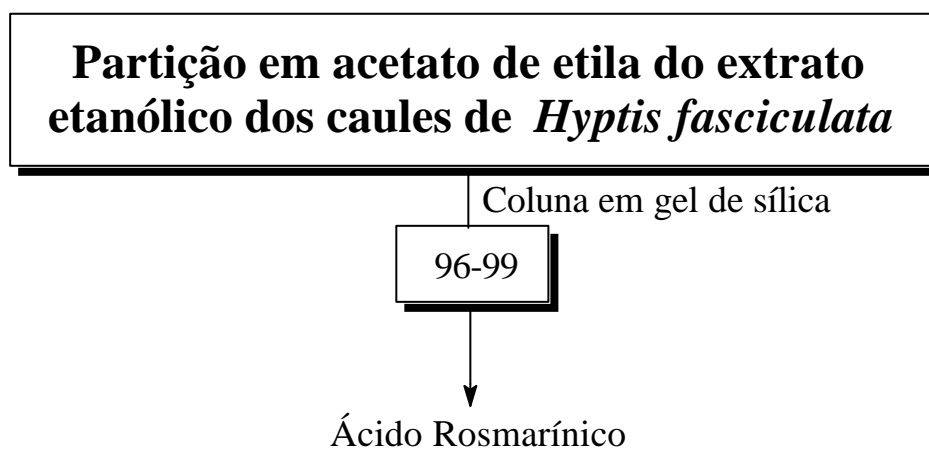 Partição em acetato de etila do extrato
etanólico dos caules de Hyptis fasciculata
Coluna em gel de sílica
96-99
Ácido Rosmarínico